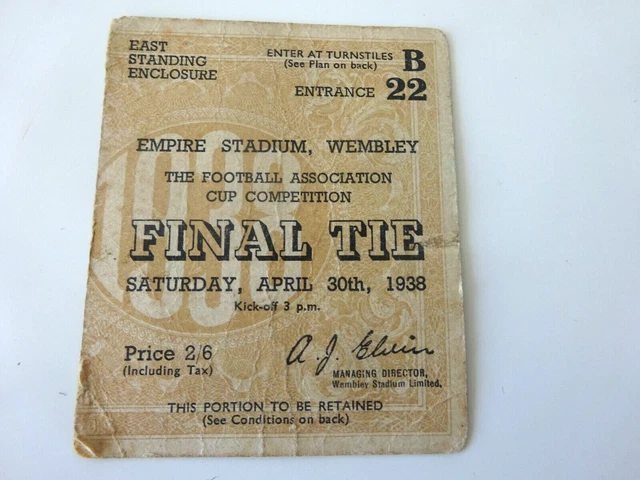 EAST
STANDING
ENCLOSURE
ENTER AT TURNSTILES B
(See Plan on back)
ENTRANCE 22
EMPIRE STADIUM, WEMBLEY
THE FOOTBALL ASSOCIATION
CUP COMPETITION
1938
FINAL TIE
SATURDAY, APRIL 30th, 1938
Kick-off 3 p.m.
Price 2/6
(Including Tax)
A. J. Elvin
MANAGING DIRECTOR,
Wembley Stadium Limited.
THIS PORTION TO BE RETAINED
(See Conditions on back)